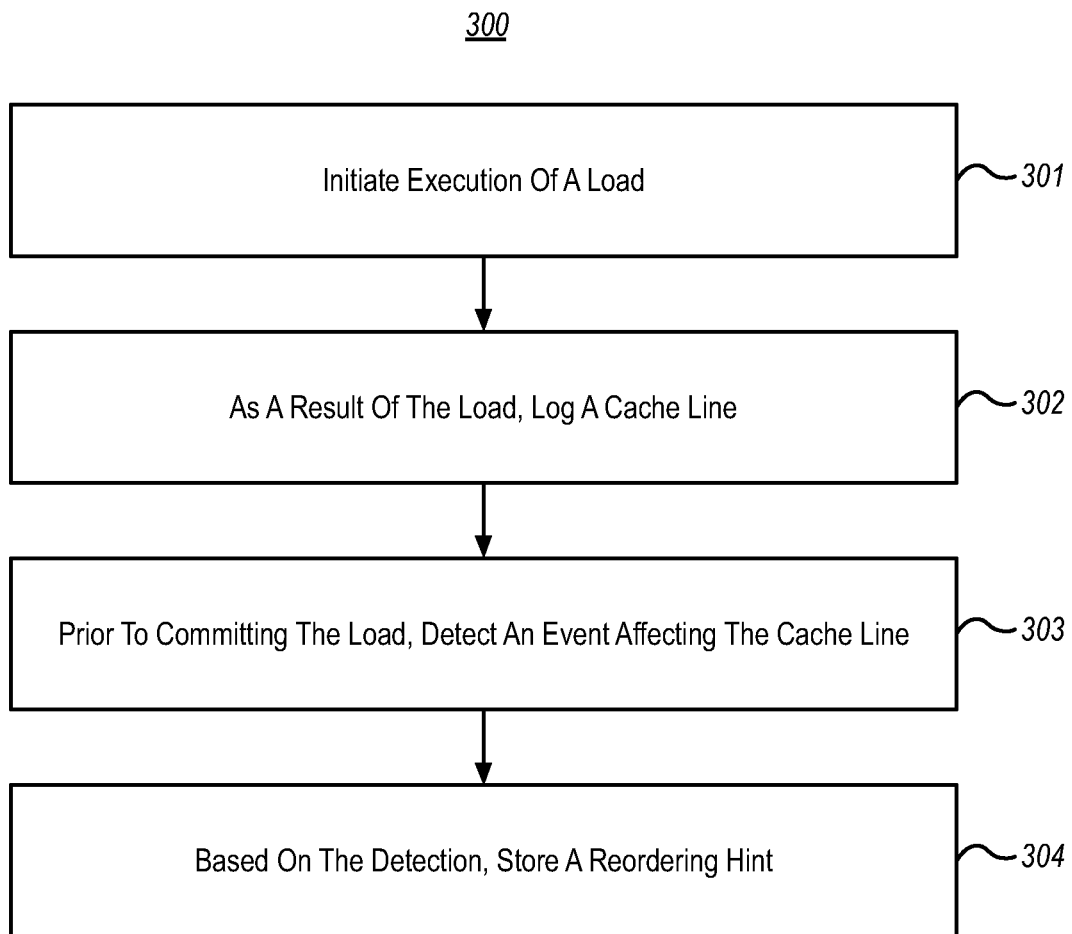 300
Initiate Execution Of A Load
301
As A Result Of The Load, Log A Cache Line
302
Prior To Committing The Load, Detect An Event Affecting The Cache Line
303
Based On The Detection, Store A Reordering Hint
304